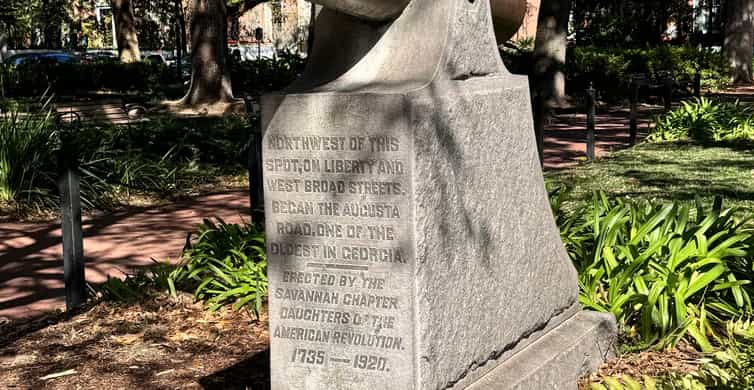 NORTHWEST OF THIS
SPOT, ON LIBERTY AND
WEST BROAD STREETS.
BEGAN THE AUGUSTA
ROAD. ONE OF THE
OLDEST IN GEORGIA.
ERECTED BY THE
SAVANNAH CHAPTER
DAUGHTERS OF THE
AMERICAN REVOLUTION.
1735 — 1920.